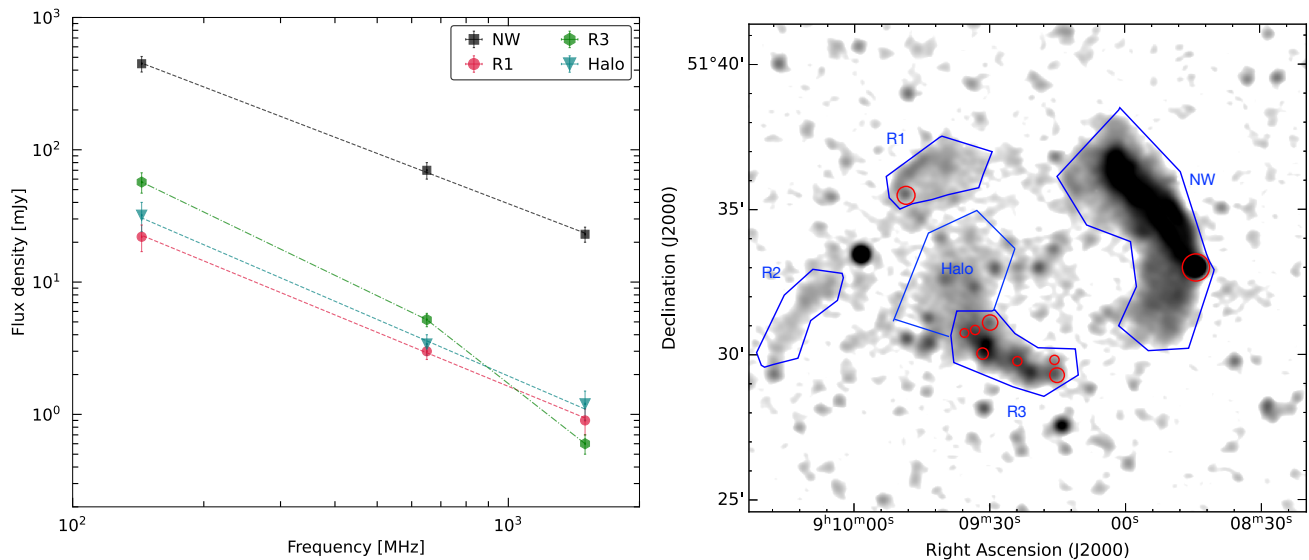 10³
10²
10¹
10⁰
Flux density [mJy]
10²
10³
Frequency [MHz]
NW
R1
R3
Halo
51°40'
35'
30'
25'
Declination (J2000)
9ʰ10ᵐ00ˢ
09ᵐ30ˢ
00ˢ
08ᵐ30ˢ
Right Ascension (J2000)
R1
NW
Halo
R2
R3